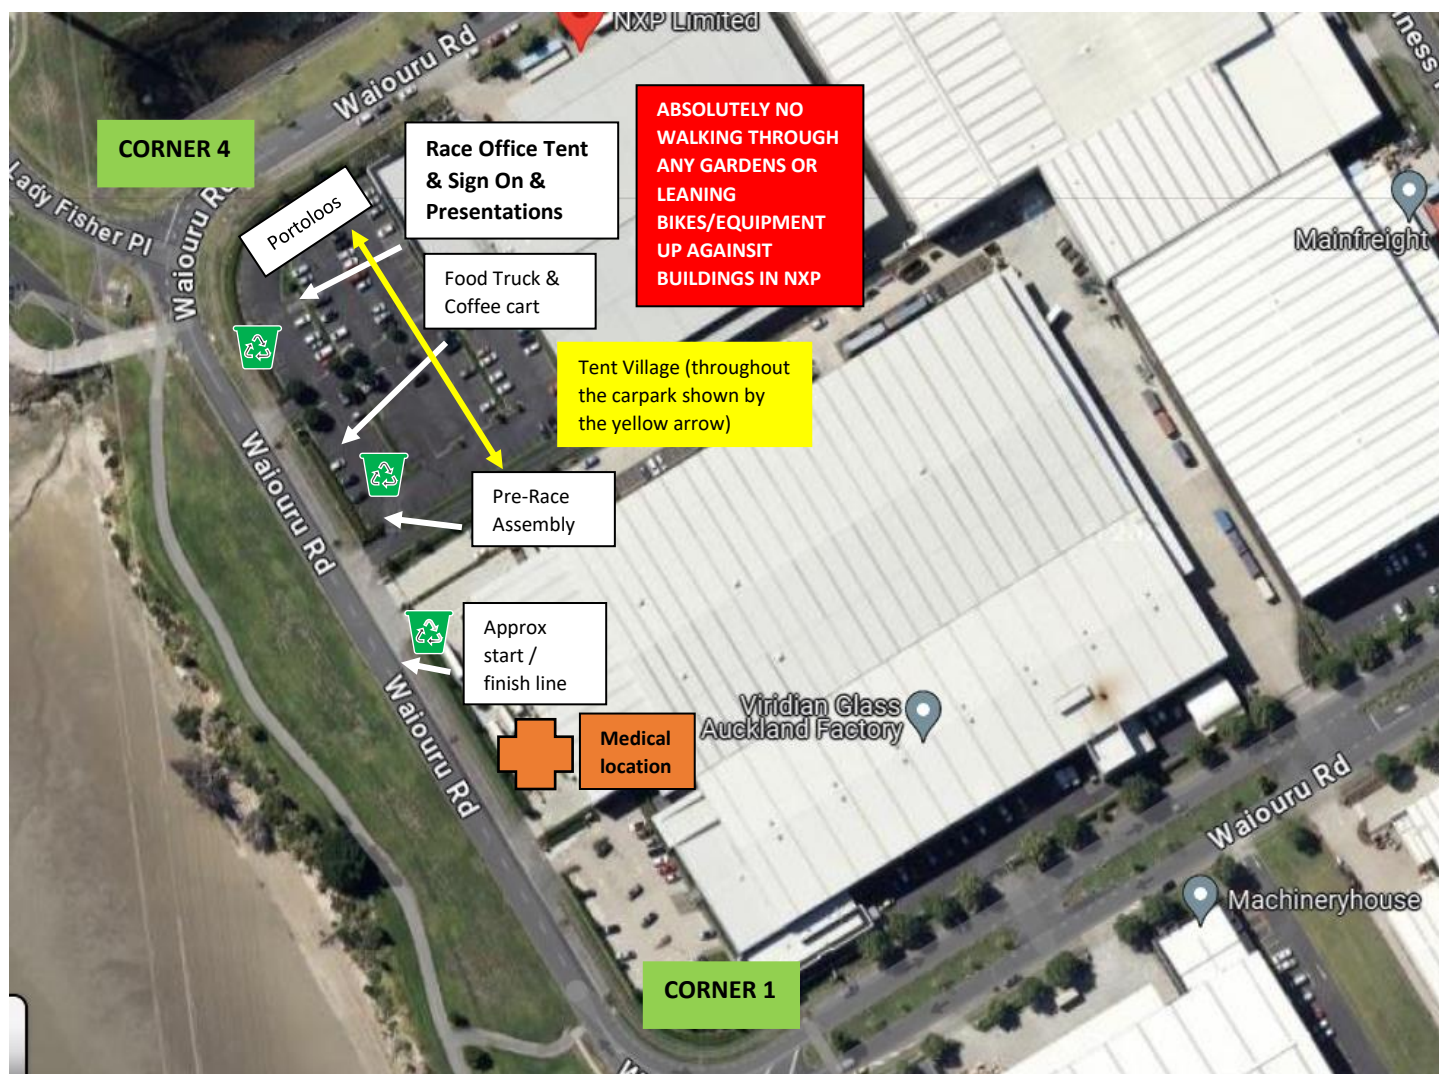 NXP Limited
Waiouru Rd
CORNER 4
Race Office Tent
& Sign On &
Presentations
ABSOLUTELY NO
WALKING THROUGH
ANY GARDENS OR
LEANING
BIKES/EQUIPMENT
UP AGAINSIT
BUILDINGS IN NXP
Lady Fisher Pl
Waiouru Rd
Portoloos
Mainfreight
Food Truck &
Coffee cart
Tent Village (throughout
the carpark shown by
the yellow arrow)
Waiouru Rd
Pre-Race
Assembly
Approx
start /
finish line
Waiouru Rd
Medical
location
Viridian Glass
Auckland Factory
Waiouru Rd
Machineryhouse
CORNER 1